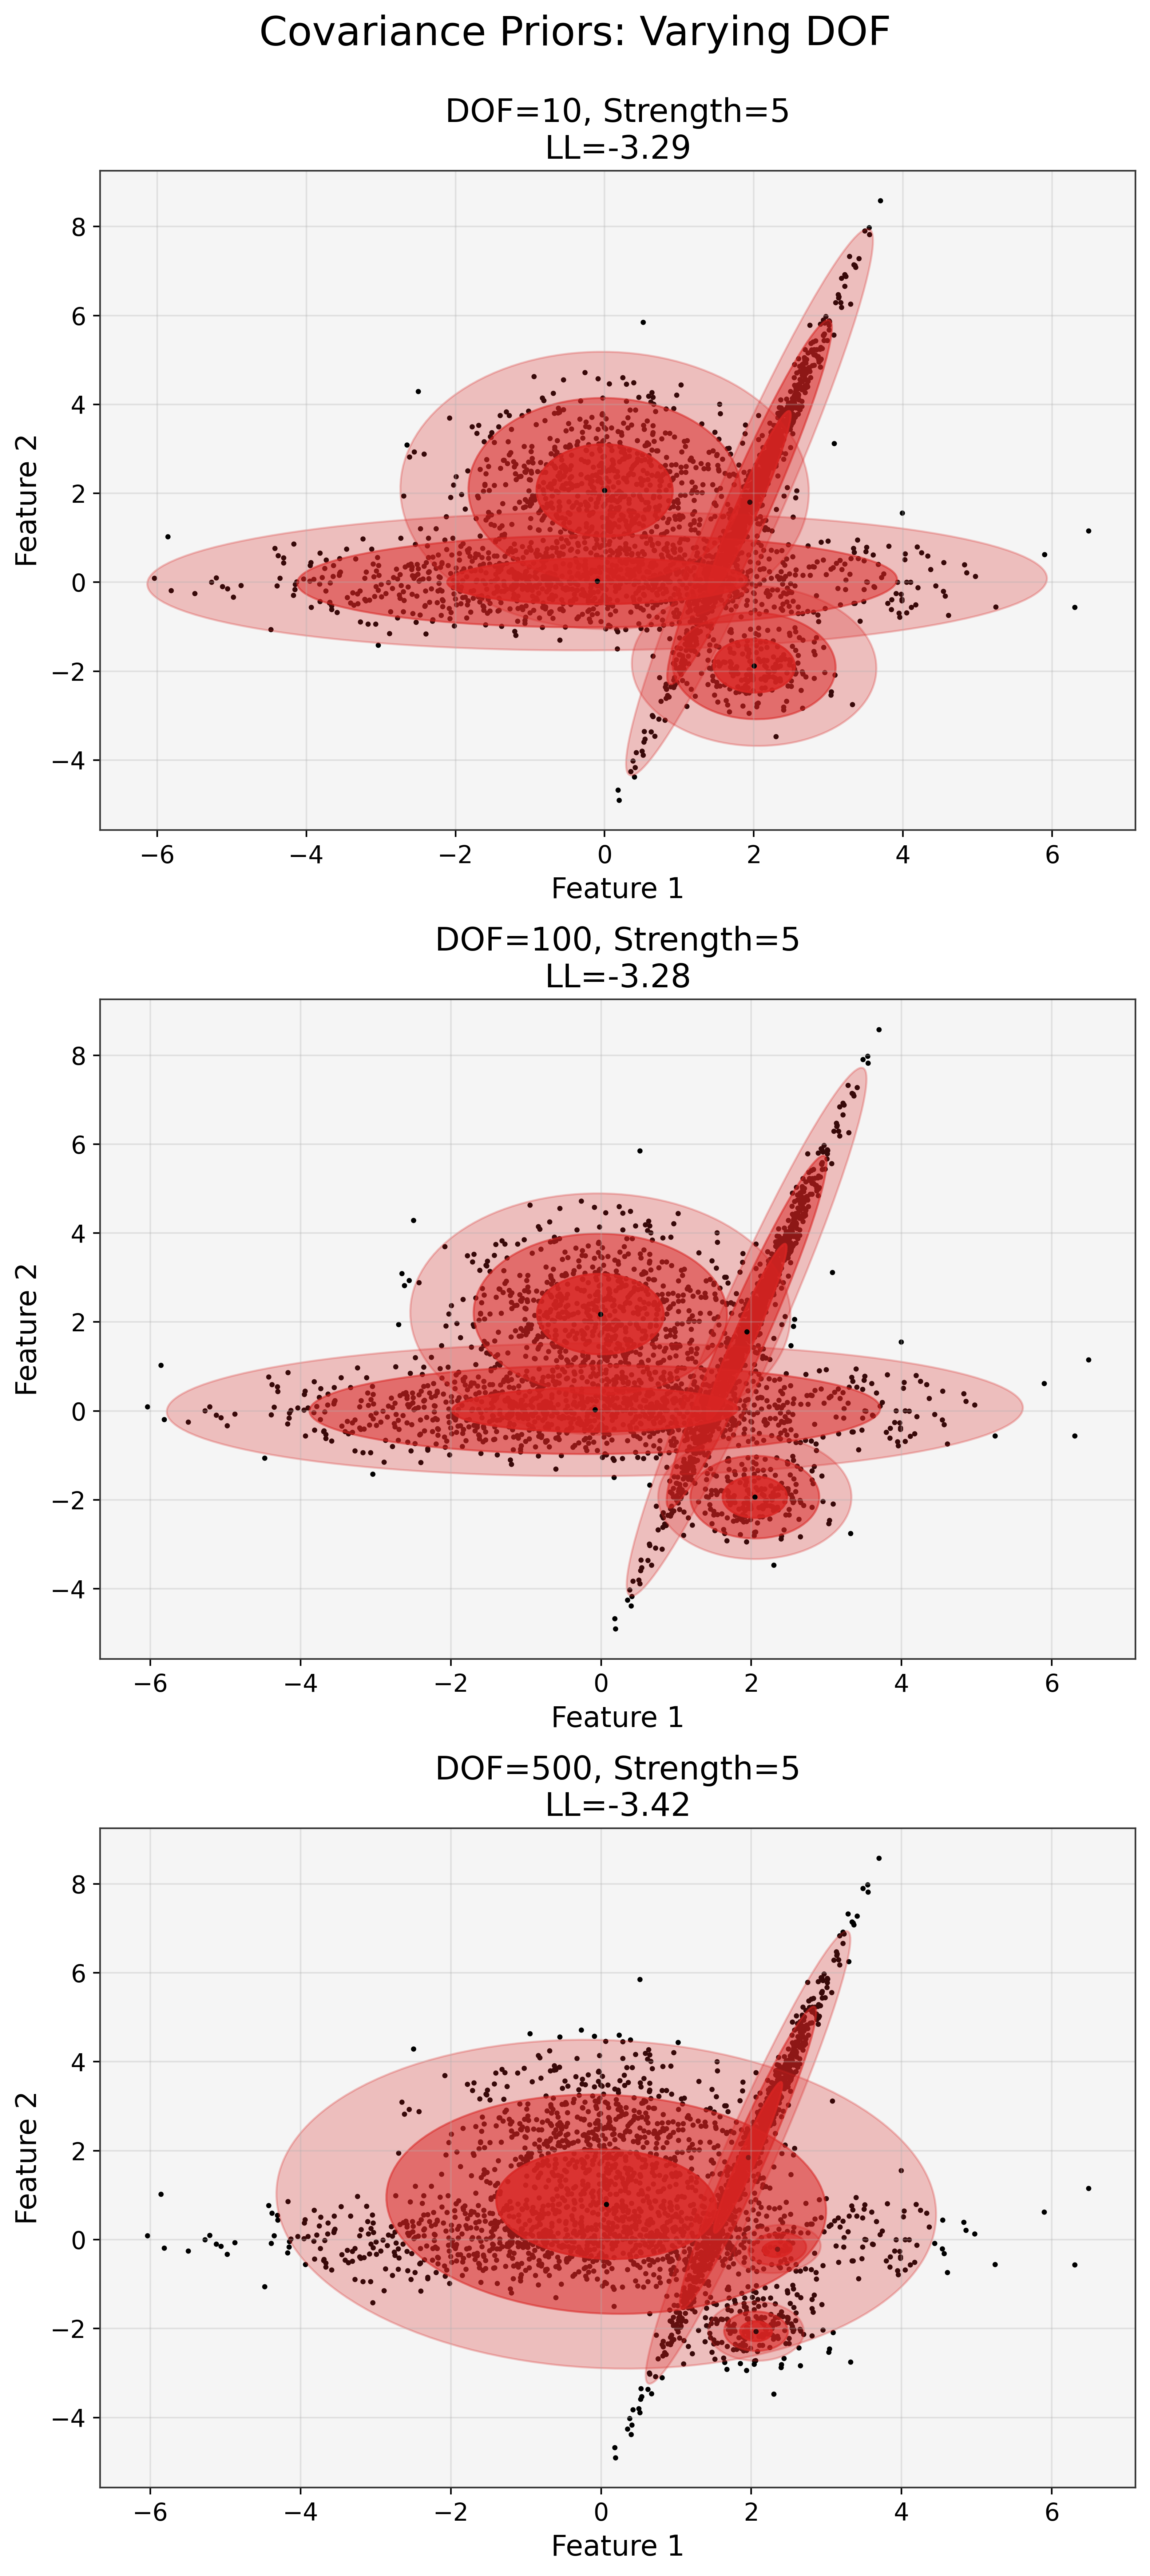 Covariance Priors: Varying DOF
DOF=10, Strength=5
LL=-3.29
8
6
4
2
0
−2
−4
Feature 2
−6 −4 −2 0 2 4 6
Feature 1
DOF=100, Strength=5
LL=-3.28
8
6
4
2
0
−2
−4
Feature 2
−6 −4 −2 0 2 4 6
Feature 1
DOF=500, Strength=5
LL=-3.42
8
6
4
2
0
−2
−4
Feature 2
−6 −4 −2 0 2 4 6
Feature 1